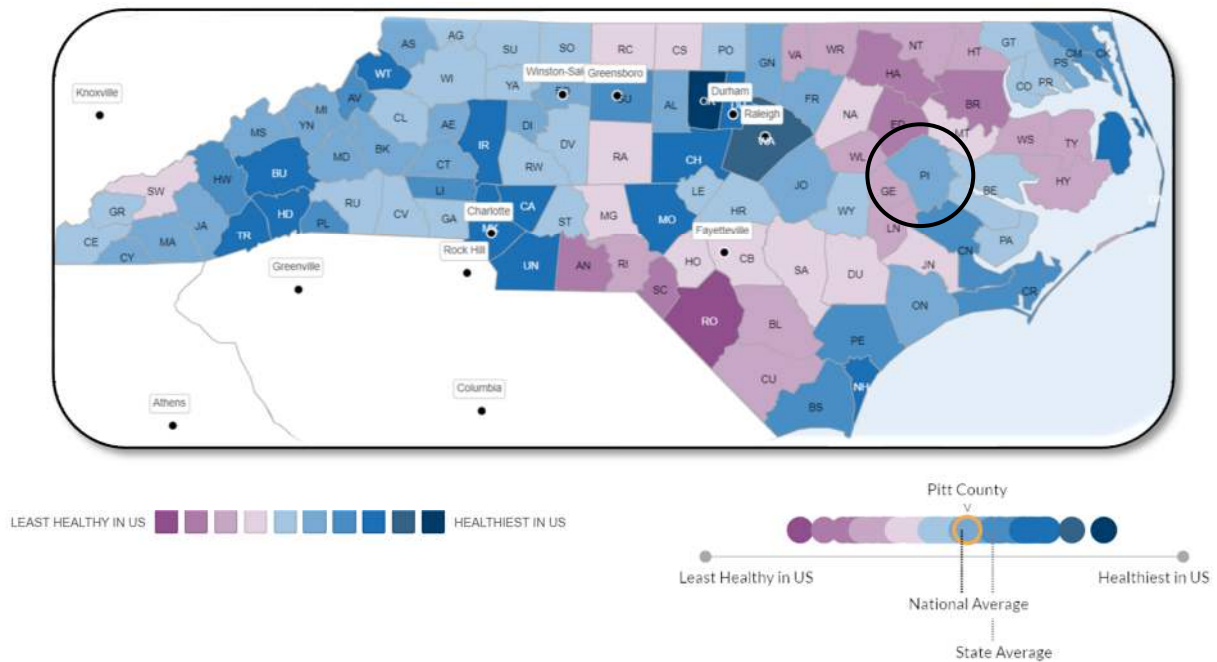 AS
AG
SU
SO
RC
CS
PO
GN
VA
WR
NT
HT
GT
CM
CK
PS
PR
CO
WT
WI
YA
Winston-Sale
Greensboro
GU
AL
OR
Durham
Raleigh
WA
FR
HA
BR
Knoxville
AV
MI
YN
CL
AE
DI
DV
RA
CH
NA
ED
MT
WS
TY
MS
MD
BK
CT
IR
RW
WL
PI
BE
HY
SW
HW
BU
LI
CA
LE
JO
GE
GR
JA
HD
RU
CV
GA
Charlotte
ST
MG
MO
HR
WY
LN
PA
CE
MA
CY
TR
PL
Rock Hill
UN
AN
RI
HO
Fayetteville
CB
SA
DU
JN
CN
CR
Greenville
SC
RO
BL
ON
PE
CU
NH
BS
Columbia
Athens
Pitt County
LEAST HEALTHY IN US
HEALTHIEST IN US
Least Healthy in US
Healthiest in US
National Average
State Average